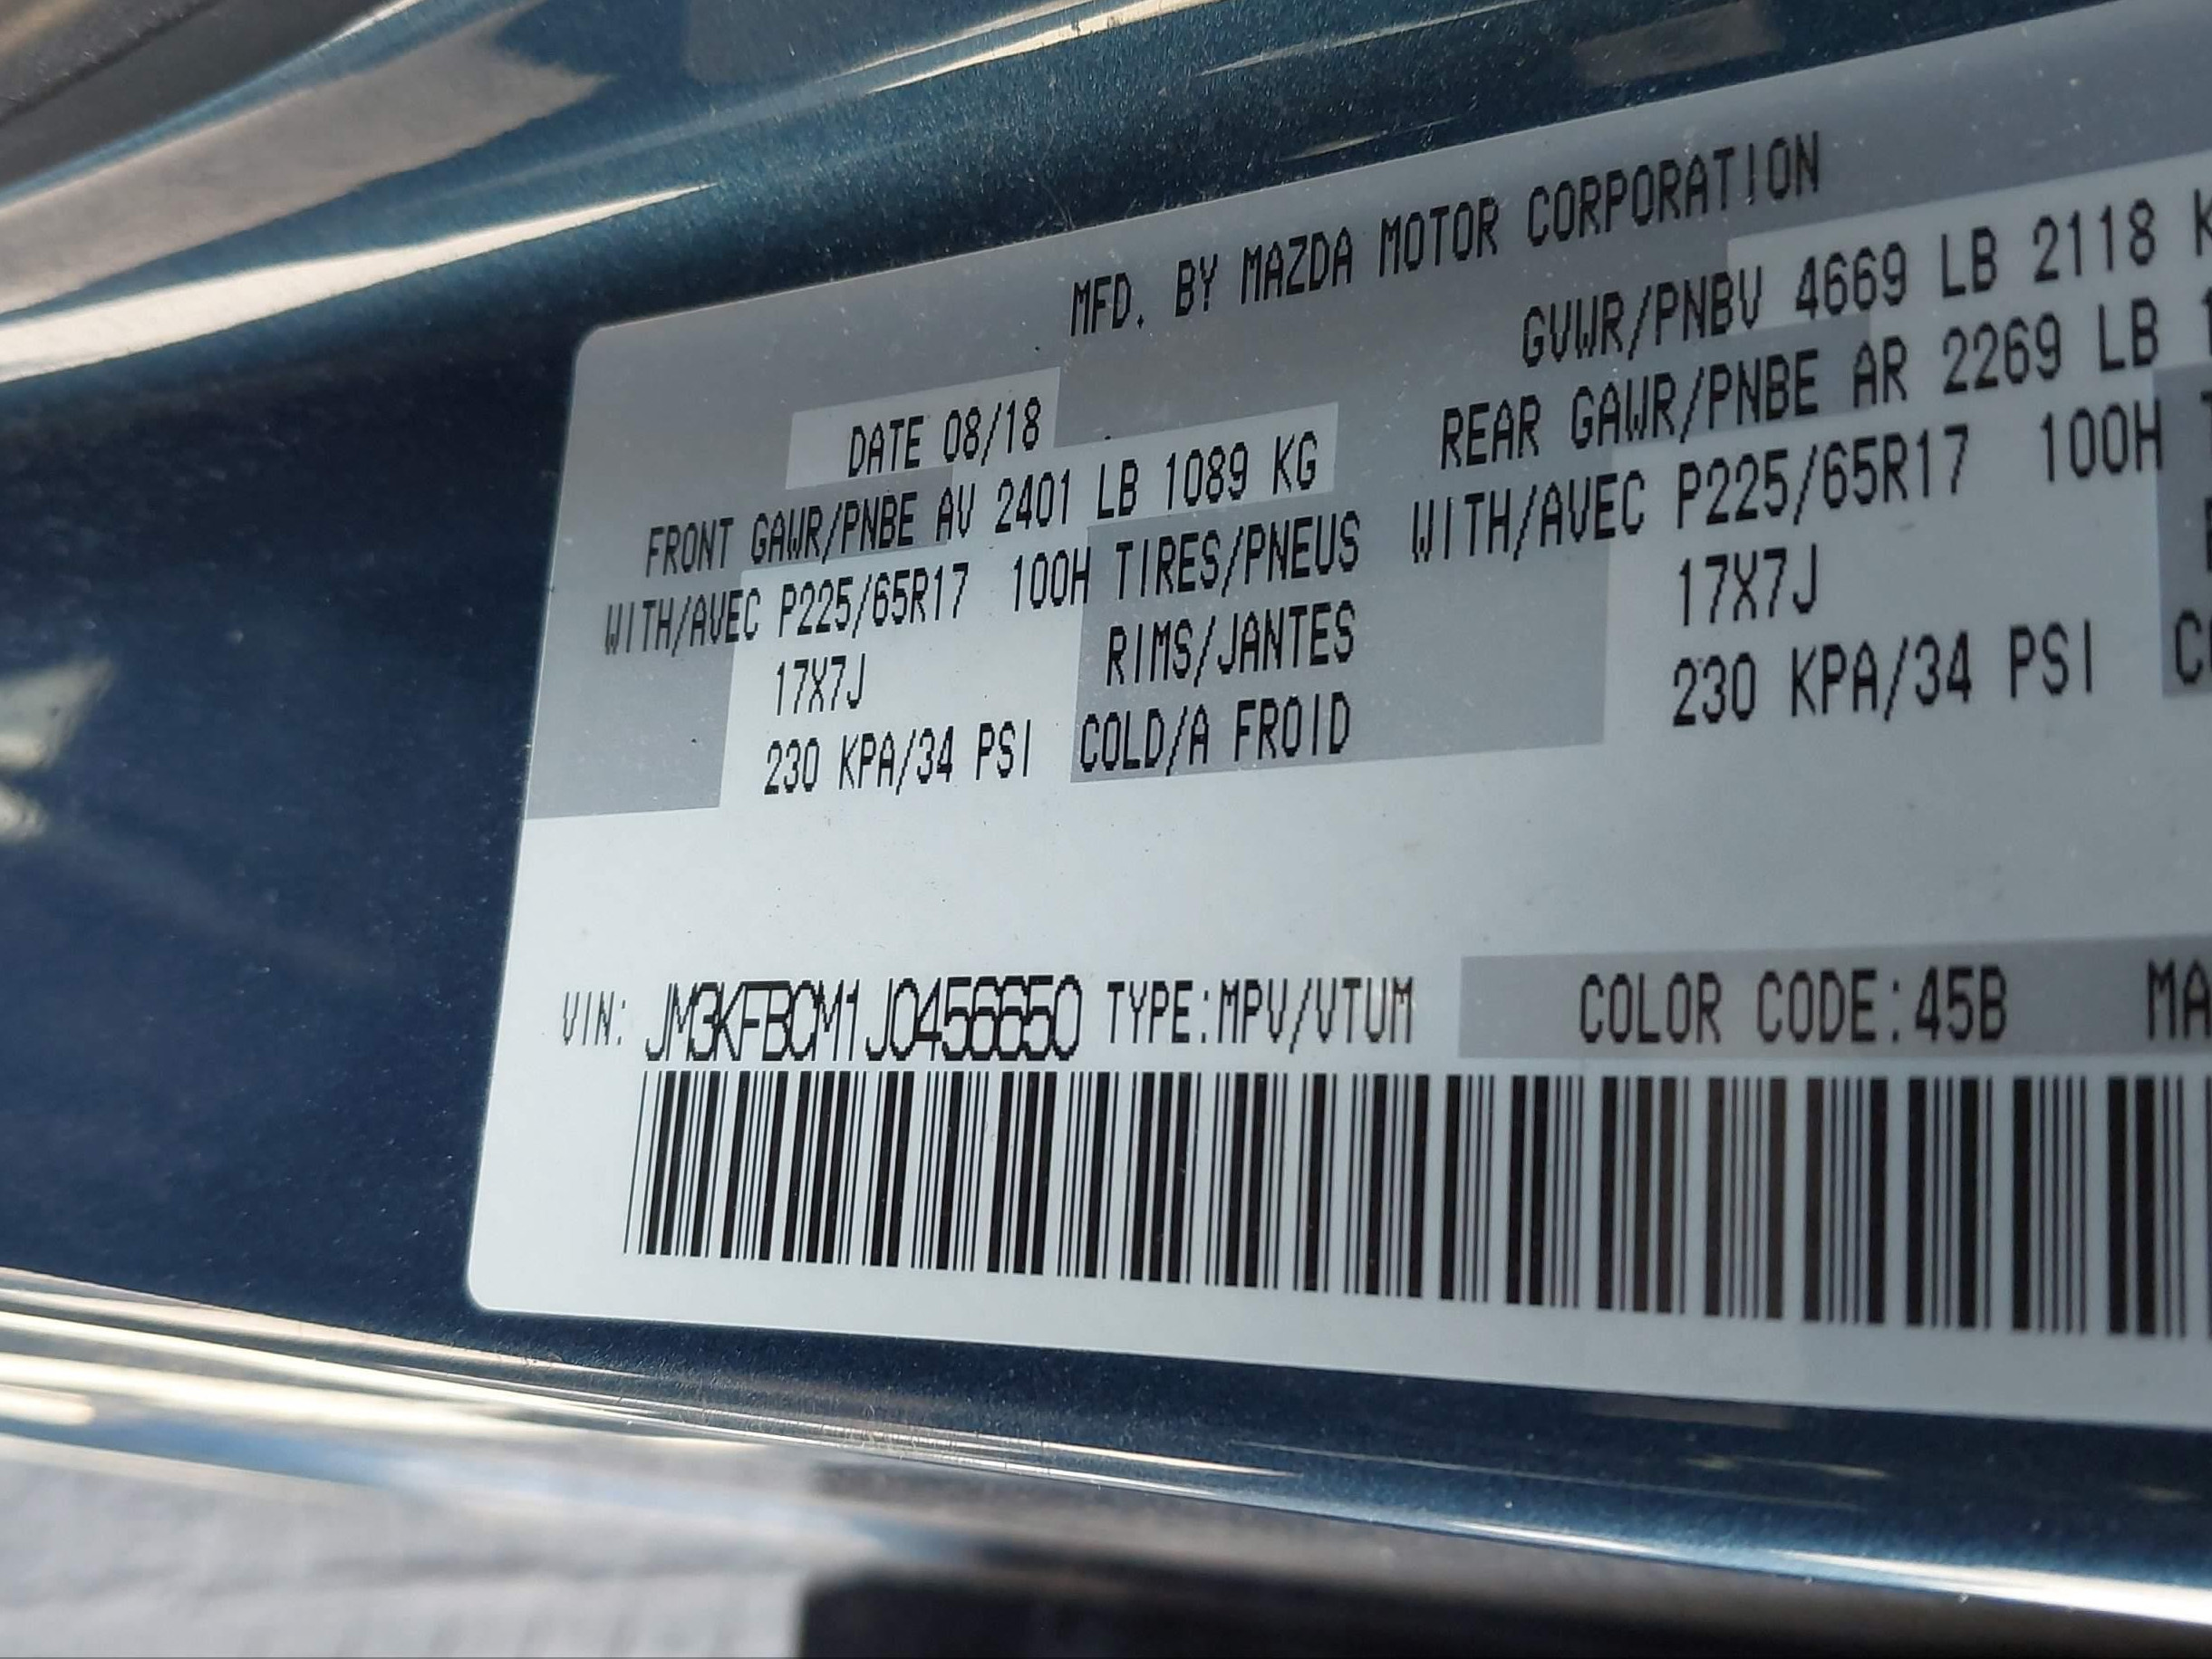 MFD. BY MAZDA MOTOR CORPORATION
DATE 08/18 GVWR/PNBV 4669 LB 2118 K
FRONT GAWR/PNBE AV 2401 LB 1089 KG REAR GAWR/PNBE AR 2269 LB
WITH/AVEC P225/65R17 100H TIRES/PNEUS WITH/AVEC P225/65R17 100H
17X7J RIMS/JANTES 17X7J
230 KPA/34 PSI COLD/A FROID 230 KPA/34 PSI
VIN: JM3KFBCM1J0456650 TYPE:MPV/VTUM COLOR CODE:45B MA